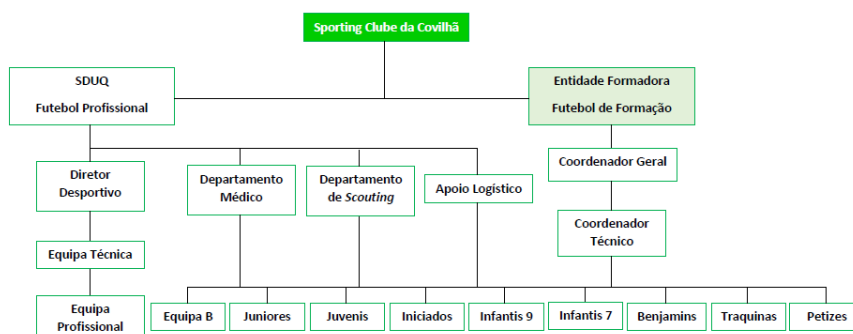 Sporting Clube da Covilhã
SDUQ
Futebol Profissional
Entidade Formadora
Futebol de Formação
Diretor
Desportivo
Departamento
Médico
Departamento
de Scouting
Apoio Logístico
Coordenador Geral
Equipa Técnica
Coordenador
Técnico
Equipa
Profissional
Equipa B
Juniores
Juvenis
Iniciados
Infantis 9
Infantis 7
Benjamins
Traquinas
Petizes